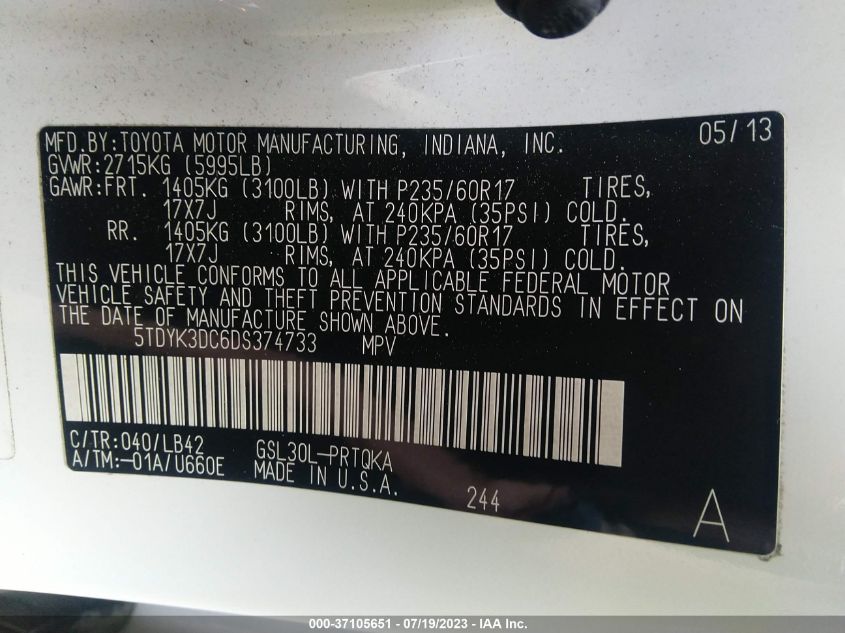 MFD.BY:TOYOTA MOTOR MANUFACTURING, INDIANA, INC. 05/13
GVWR:2715KG (5995LB)
GAWR:FRT. 1405KG (3100LB) WITH P235/60R17 TIRES,
17X7J RIMS, AT 240KPA (35PSI) COLD.
RR. 1405KG (3100LB) WITH P235/60R17 TIRES,
17X7J RIMS, AT 240KPA (35PSI) COLD.
THIS VEHICLE CONFORMS TO ALL APPLICABLE FEDERAL MOTOR
VEHICLE SAFETY AND THEFT PREVENTION STANDARDS IN EFFECT ON
THE DATE OF MANUFACTURE SHOWN ABOVE.
5TDYK3DC6DS374733 MPV
C/TR:040/LB42 GSL30L-PRTQKA
A/TM:-01A/U660E MADE IN U.S.A. 244 A
000-37105651 - 07/19/2023 - IAA Inc.